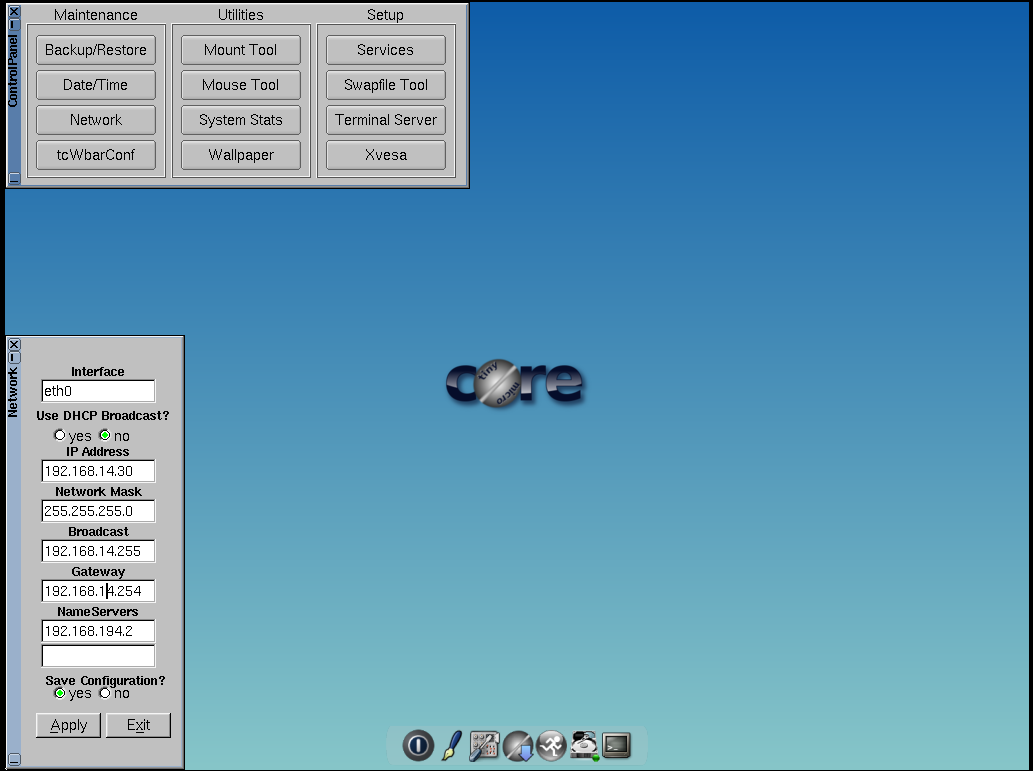 ControlPanel
Maintenance Utilities Setup
Backup/Restore Mount Tool Services
Date/Time Mouse Tool Swapfile Tool
Network System Stats Terminal Server
tcWbarConf Wallpaper Xvesa
Network
Interface
eth0
Use DHCP Broadcast?
yes no
IP Address
192.168.14.30
Network Mask
255.255.255.0
Broadcast
192.168.14.255
Gateway
192.168.14.254
NameServers
192.168.194.2
Save Configuration?
yes no
Apply Exit
core
tiny
micro